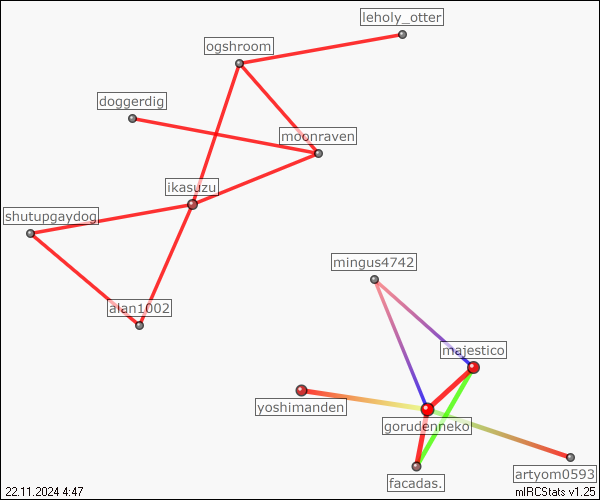 leholy_otter
ogshroom
doggerdig
moonraven
ikasuzu
shutupgaydog
mingus4742
alan1002
majestico
yoshimanden
gorudenneko
artyom0593
facadas.
22.11.2024 4:47
mIRCStats v1.25